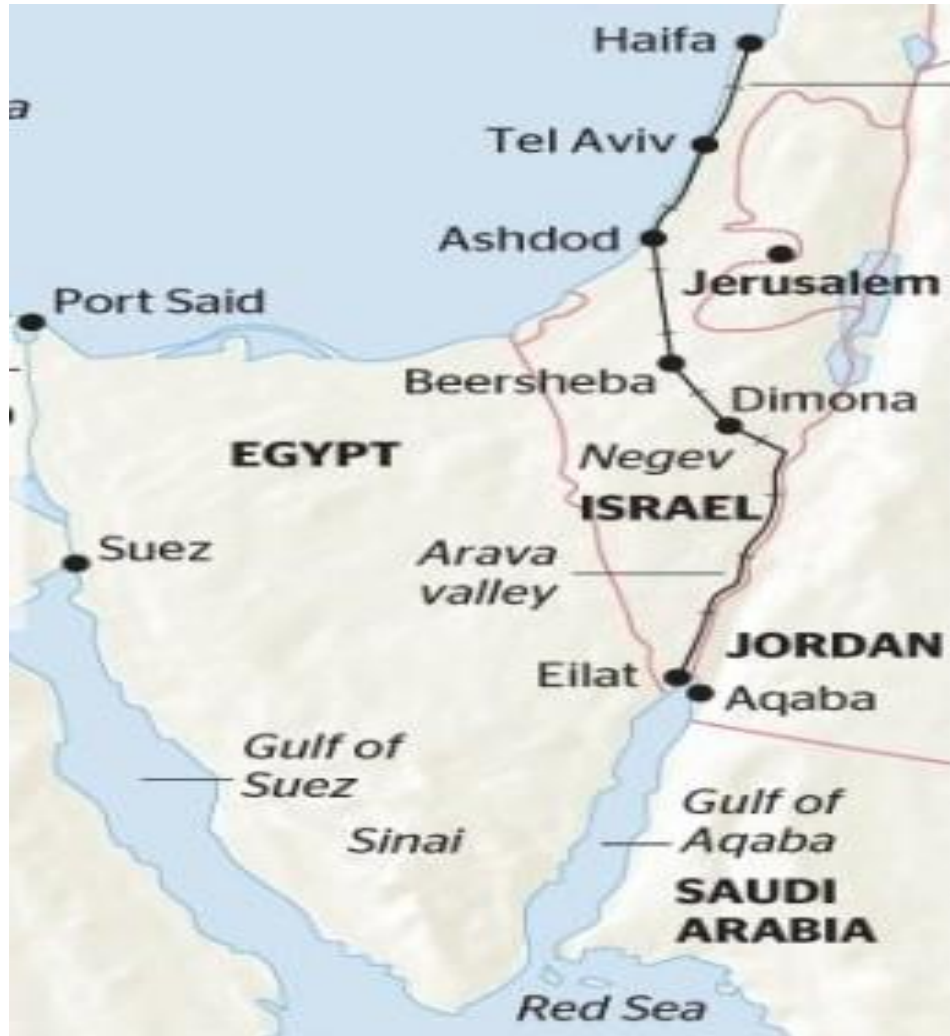 Haifa
a
Tel Aviv
Ashdod
Jerusalem
Port Said
Beersheba
Dimona
EGYPT
Negev
ISRAEL
Suez
Arava
valley
JORDAN
Eilat
Aqaba
Gulf of
Suez
Sinai
Gulf of
Aqaba
SAUDI
ARABIA
Red Sea